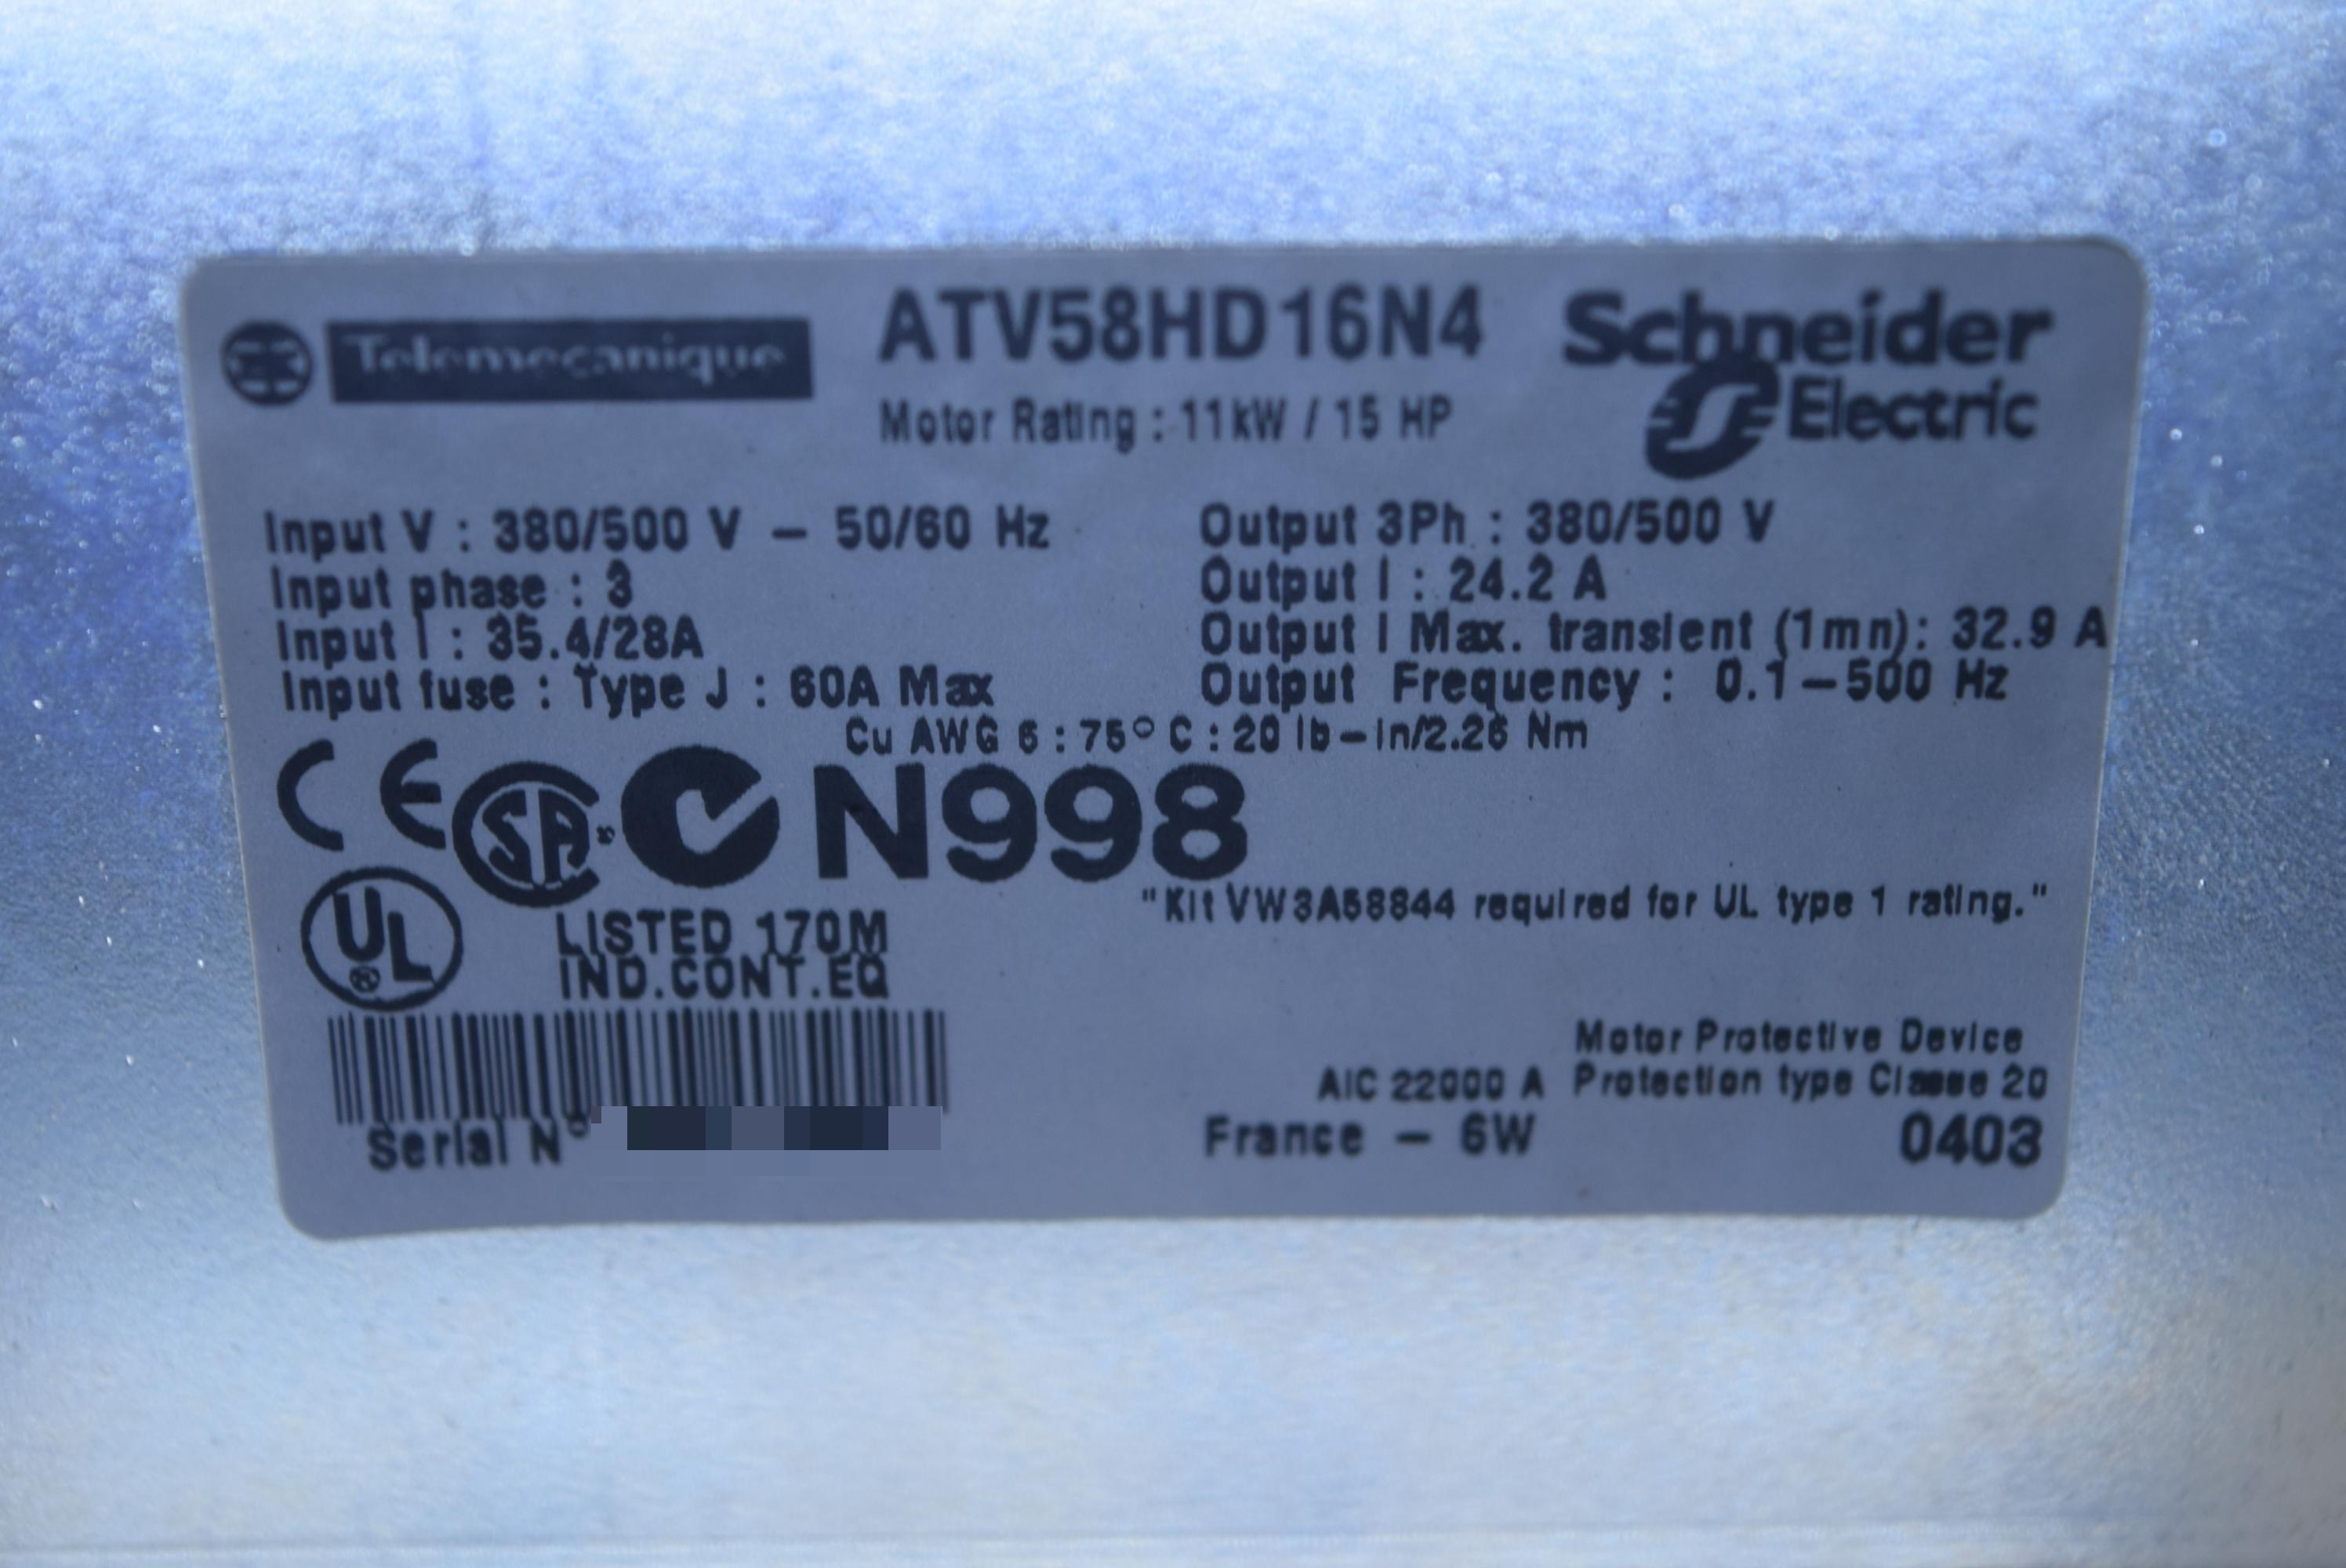 Telemecanique
ATV58HD16N4
Schneider
Electric
Motor Rating : 11kW / 15 HP
Input V : 380/500 V – 50/60 Hz
Input phase : 3
Input I : 35.4/28A
Input fuse : Type J : 60A Max
Output 3Ph : 380/500 V
Output I : 24.2 A
Output I Max. transient (1mn): 32.9 A
Output Frequency : 0.1–500 Hz
Cu AWG 6 : 75° C : 20 lb–in/2.26 Nm
CE SA N998
"Kit VW3A58844 required for UL type 1 rating."
UL
LISTED 170M
IND.CONT.EQ
Motor Protective Device
AIC 22000 A Protection type Classe 20
Serial N°
France – 6W
0403